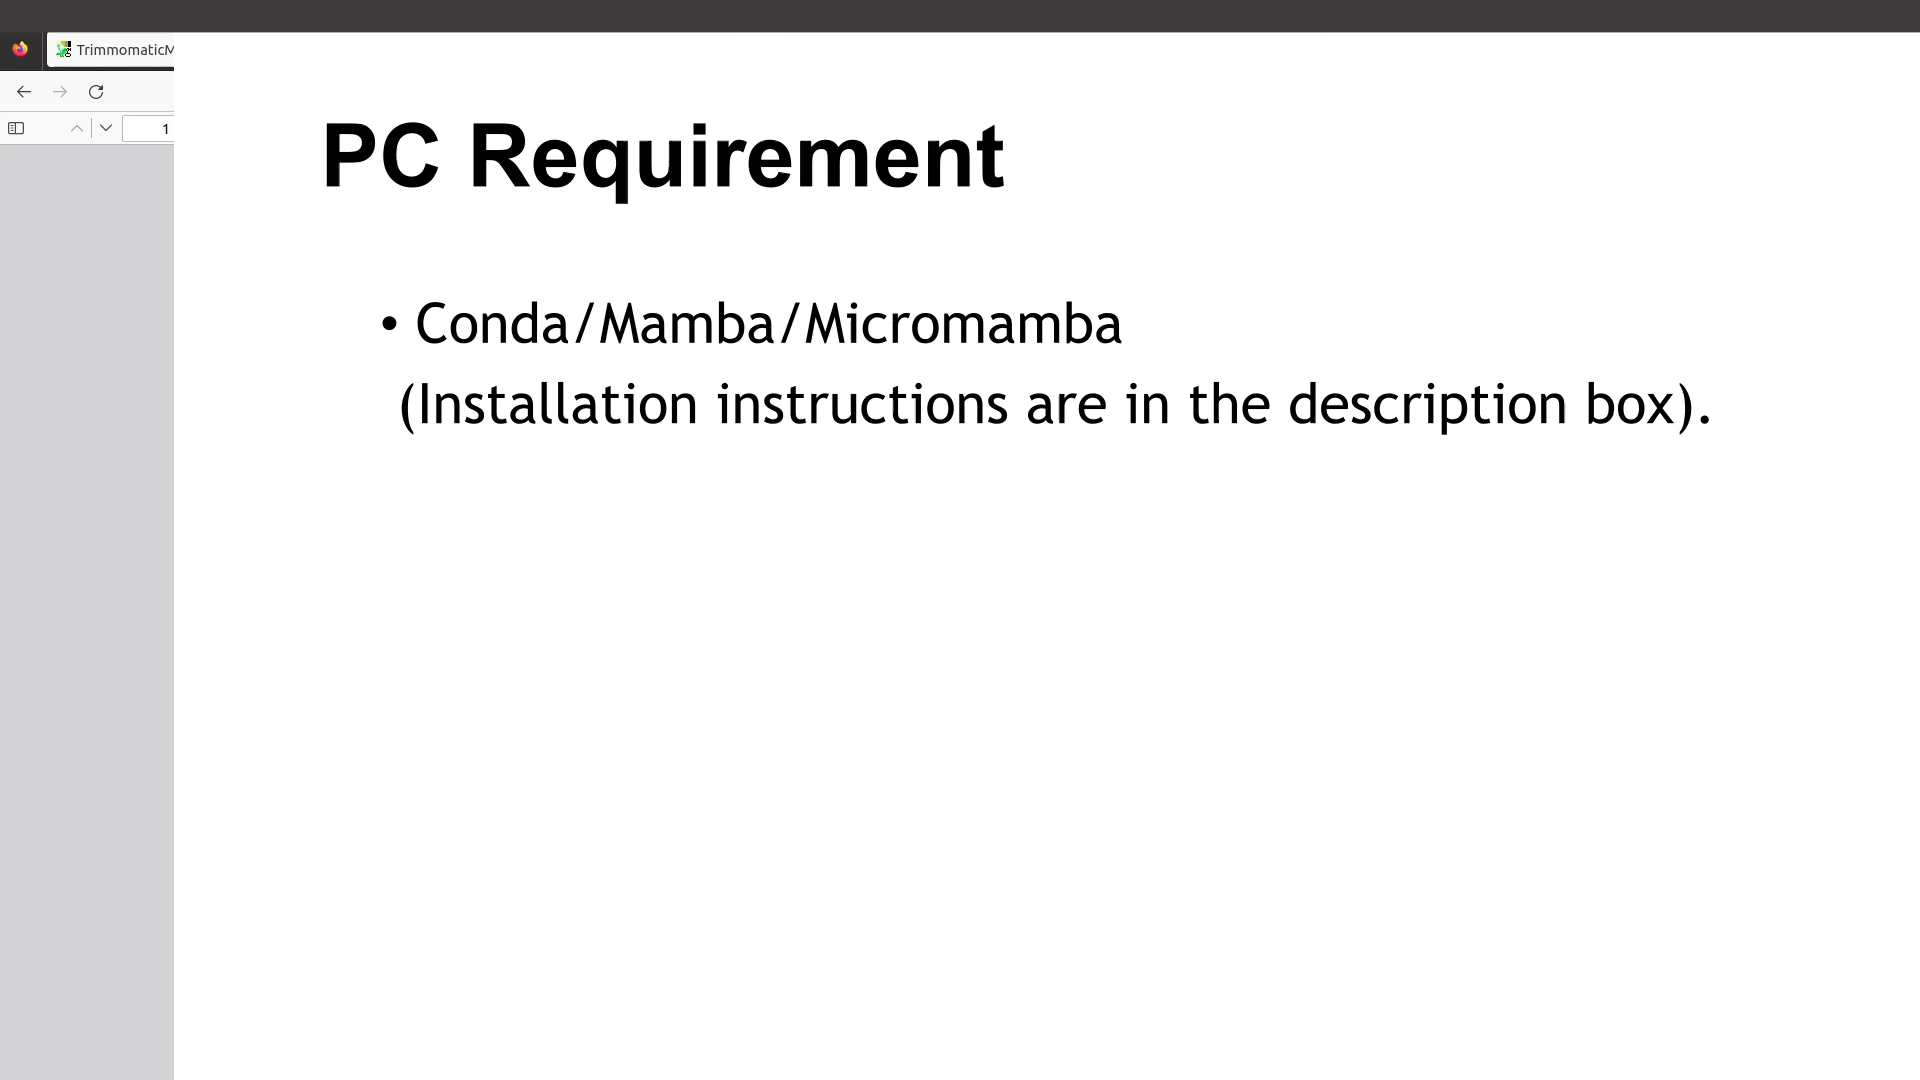 TrimmomaticM
1
PC Requirement
• Conda/Mamba/Micromamba
(Installation instructions are in the description box).